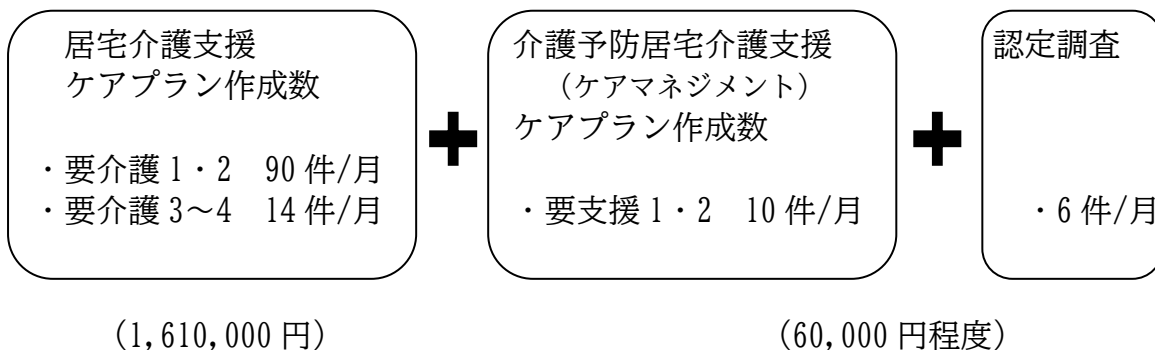 居宅介護支援
ケアプラン作成数
・要介護1・2 90件/月
・要介護3～4 14件/月
(1,610,000円)
介護予防居宅介護支援
(ケアマネジメント)
ケアプラン作成数
・要支援1・2 10件/月
認定調査
・6件/月
(60,000円程度)